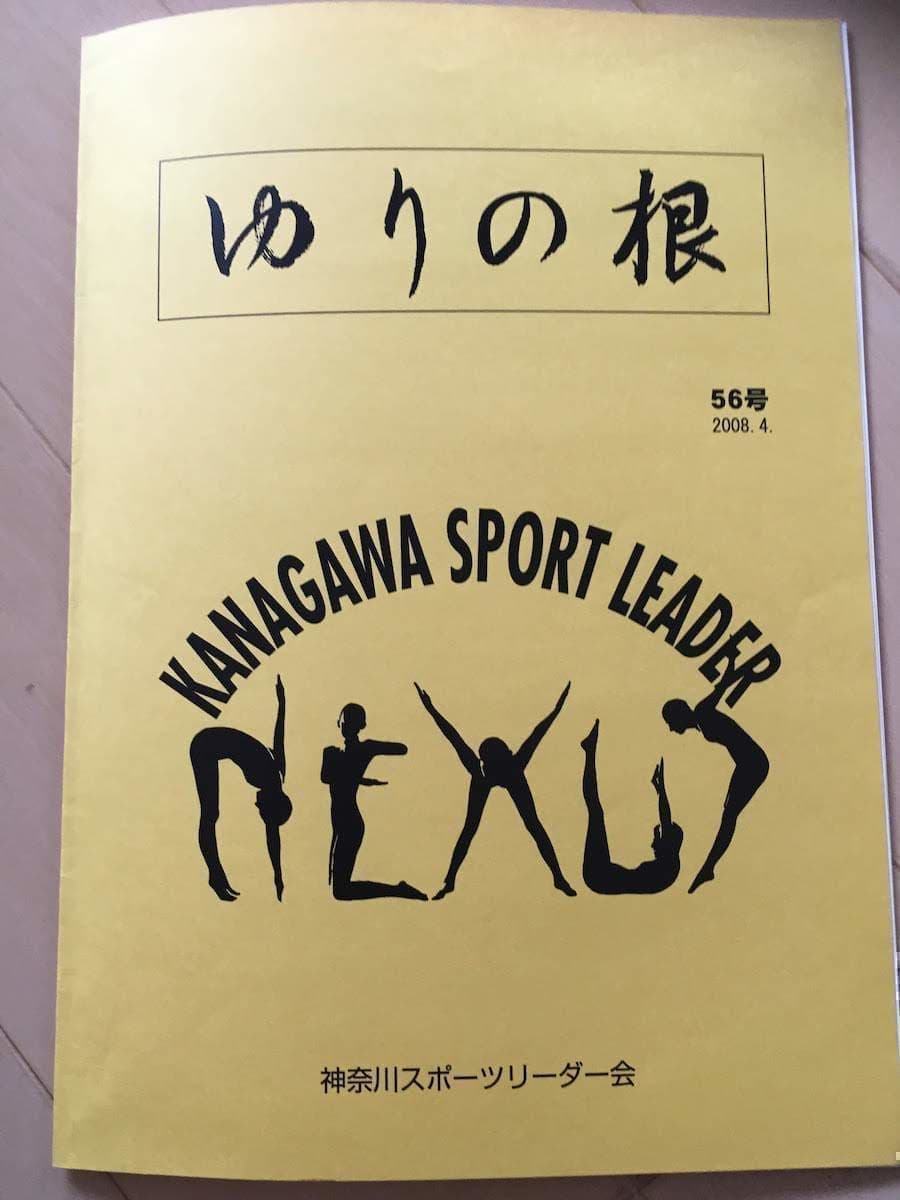 ゆりの根
56号
2008. 4.
KANAGAWA SPORT LEADER
NEXUS
神奈川スポーツリーダー会